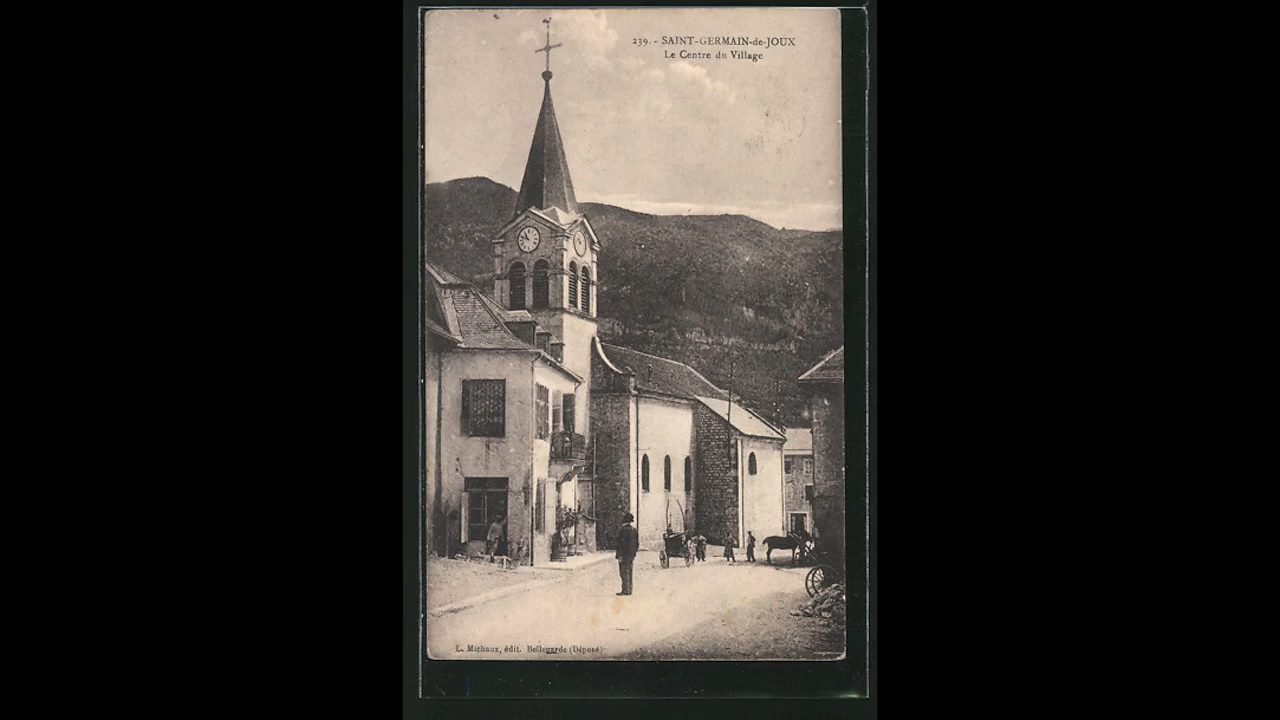 239. - SAINT-GERMAIN-de-JOUX
Le Centre du Village
L. Michaux, édit. Bellegarde (Déposé)